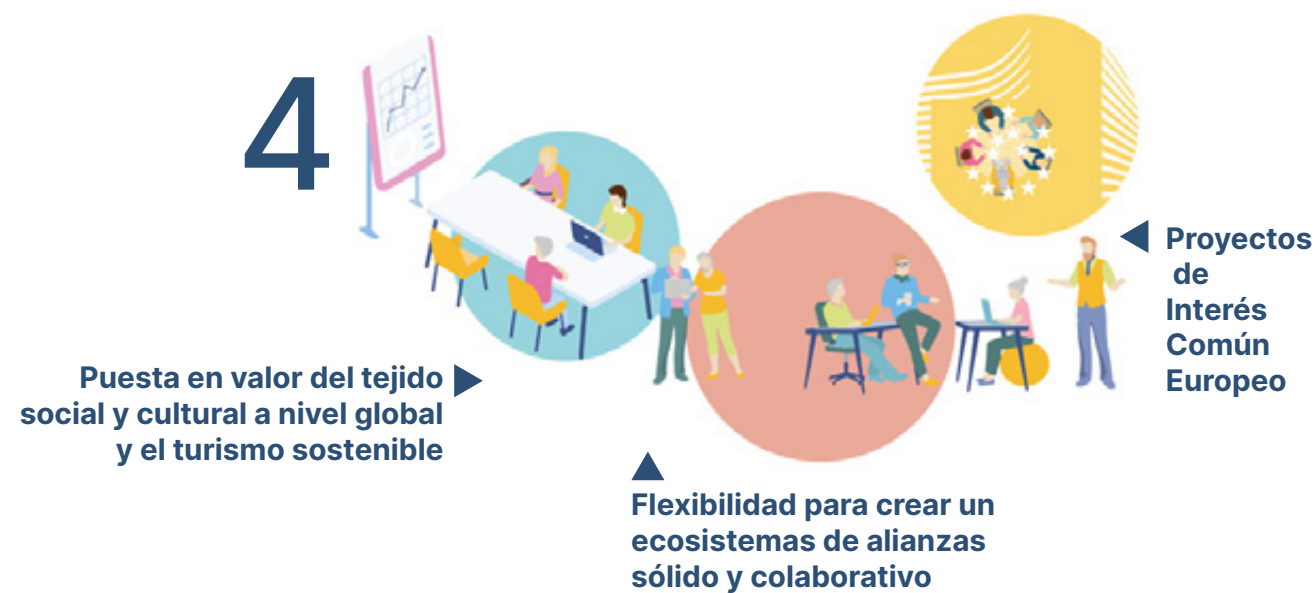 4
Puesta en valor del tejido
social y cultural a nivel global
y el turismo sostenible
Flexibilidad para crear un
ecosistemas de alianzas
sólido y colaborativo
Proyectos
de
Interés
Común
Europeo